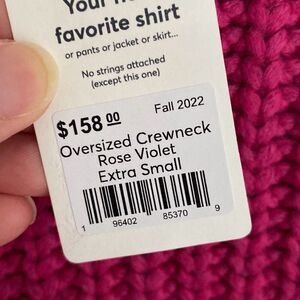 Your
favorite shirt
or pants or jacket or skirt...
No strings attached
(except this one)
Fall 2022
$158.00
Oversized Crewneck
Rose Violet
Extra Small
1 96402 85370 9